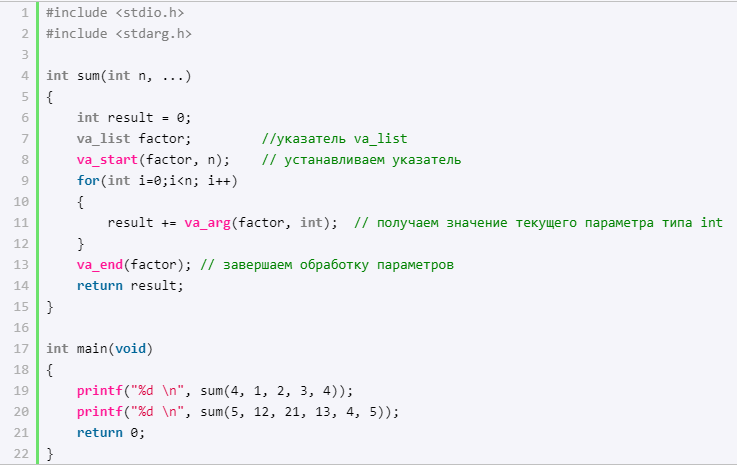 1 #include <stdio.h>
2 #include <stdarg.h>
3
4 int sum(int n, ...)
5 {
6     int result = 0;
7     va_list factor;         //указатель va_list
8     va_start(factor, n);    // устанавливаем указатель
9     for(int i=0;i<n; i++)
10     {
11         result += va_arg(factor, int);  // получаем значение текущего параметра типа int
12     }
13     va_end(factor); // завершаем обработку параметров
14     return result;
15 }
16
17 int main(void)
18 {
19     printf("%d \n", sum(4, 1, 2, 3, 4));
20     printf("%d \n", sum(5, 12, 21, 13, 4, 5));
21     return 0;
22 }